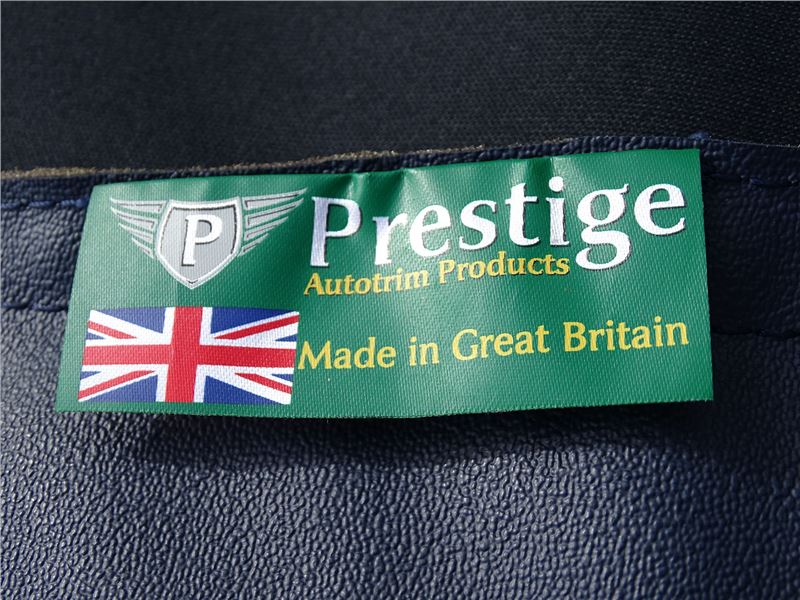 P
Prestige
Autotrim Products
Made in Great Britain